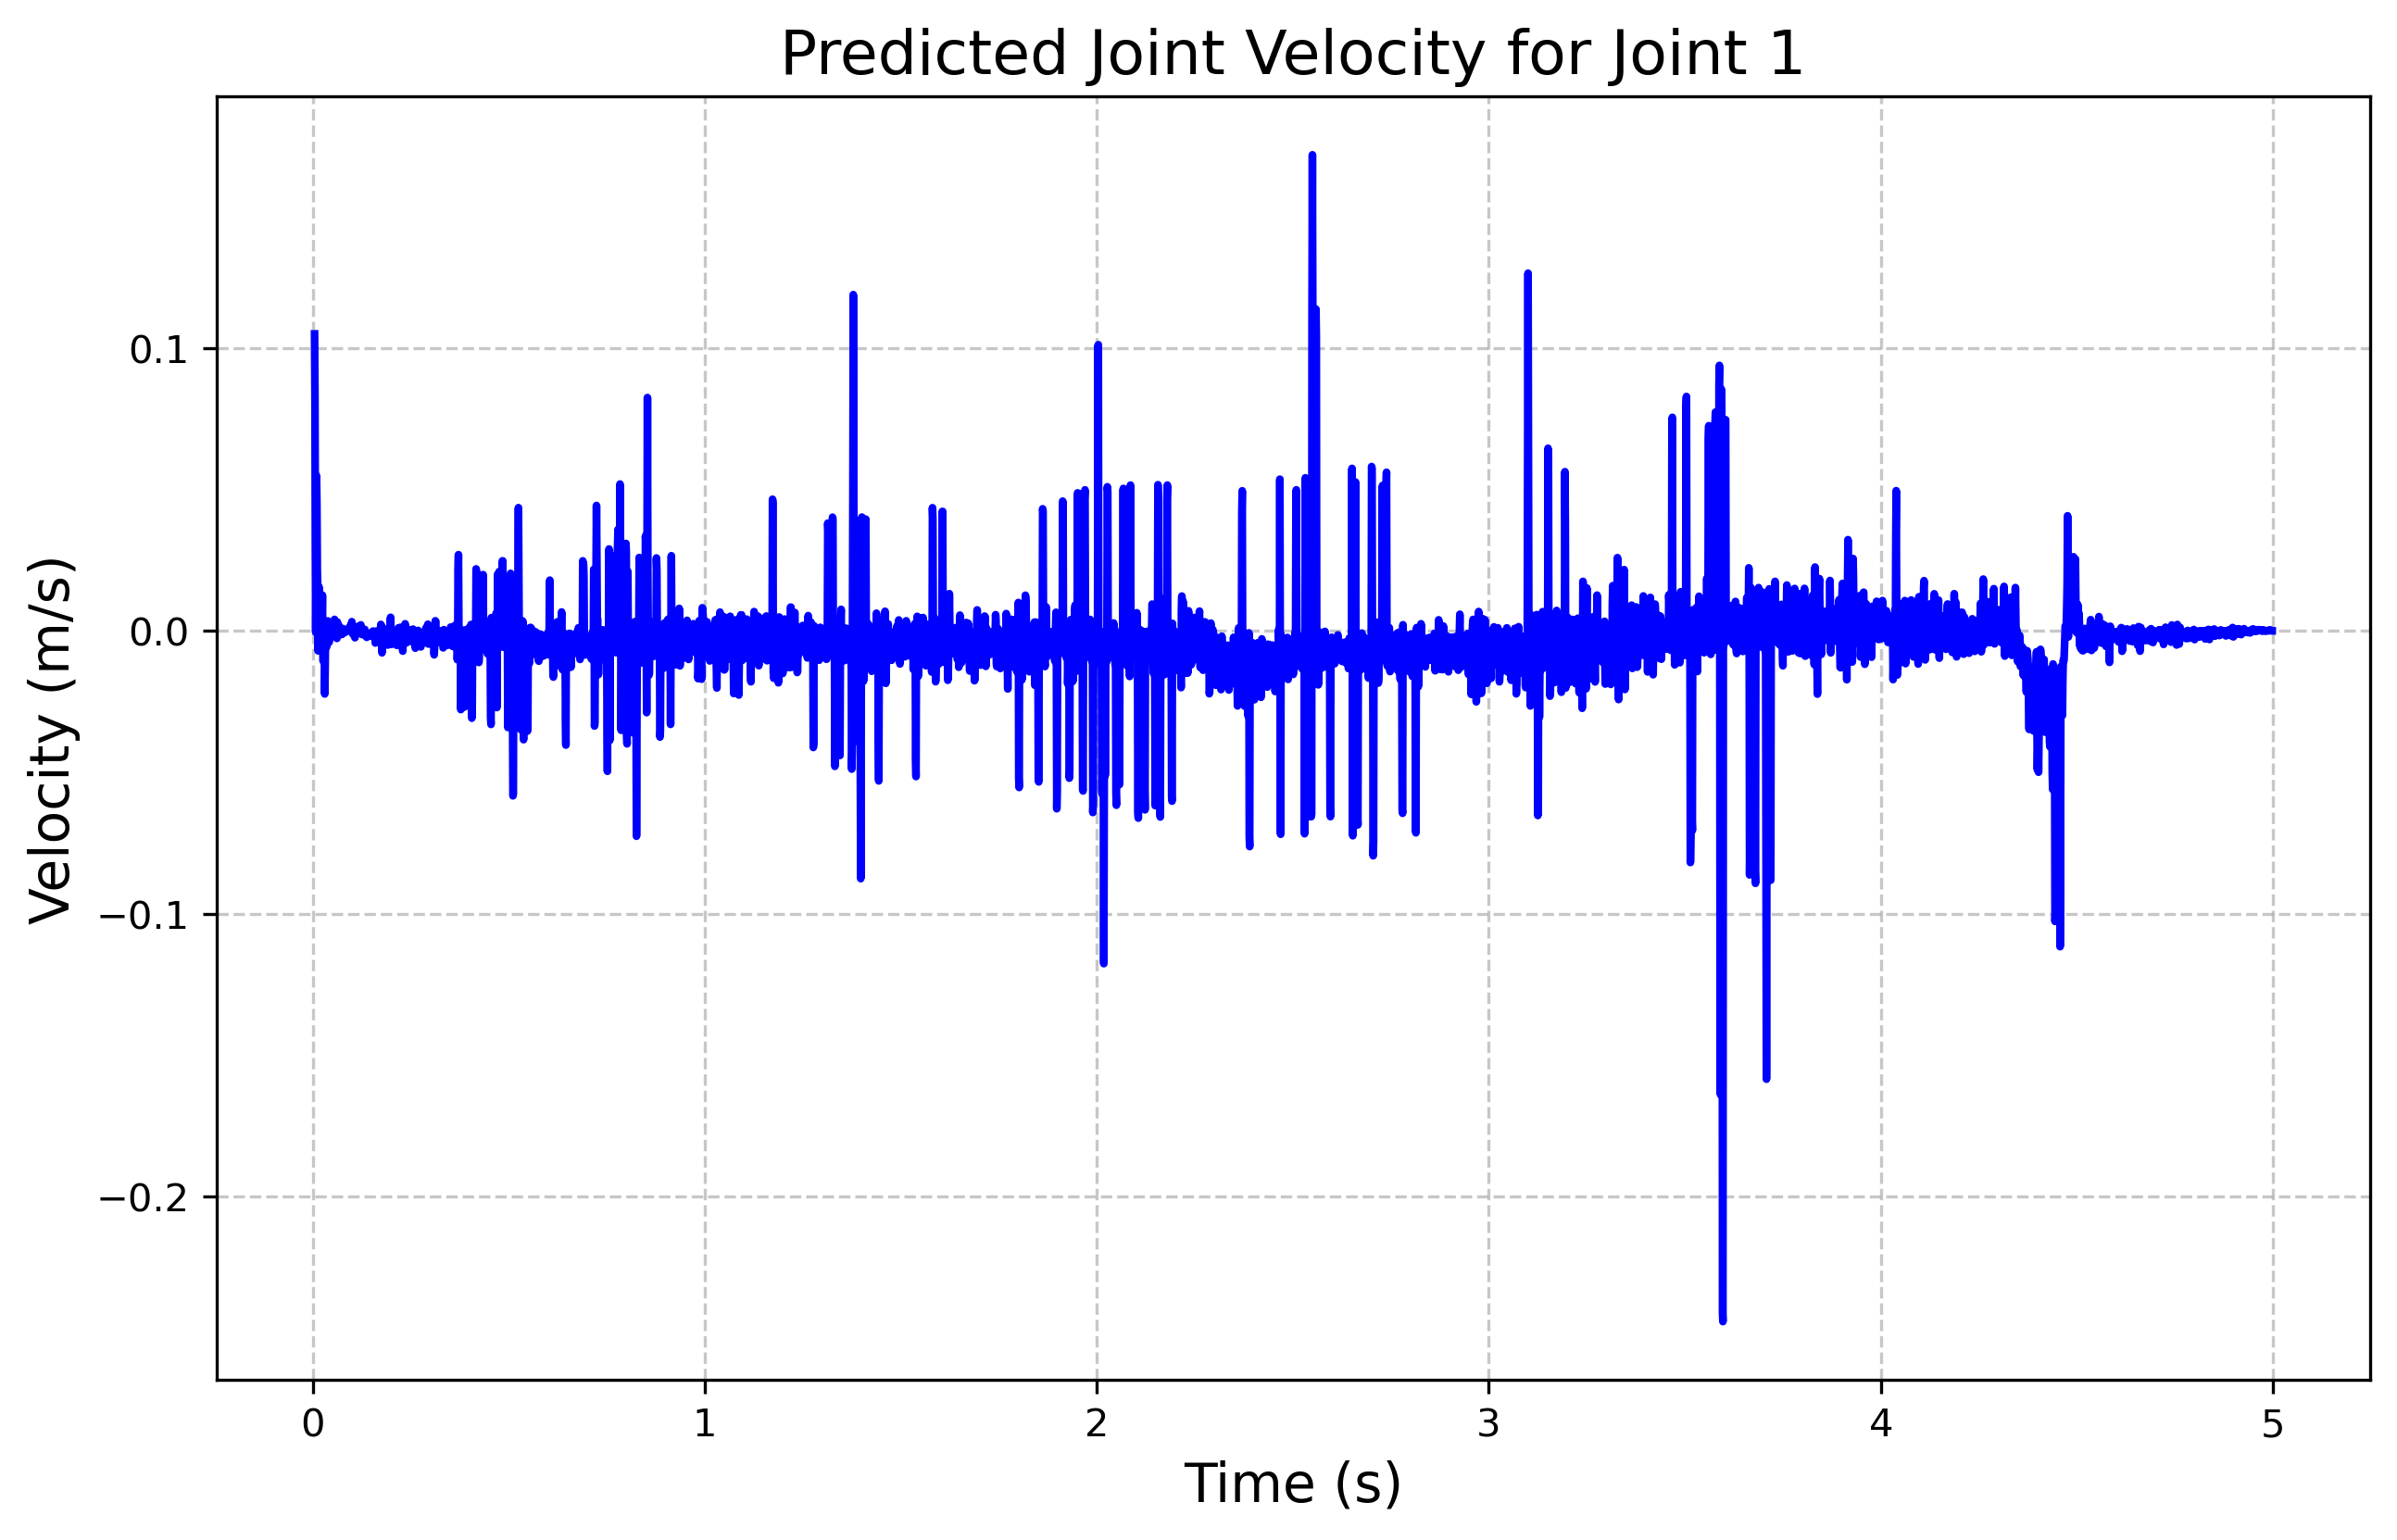 Predicted Joint Velocity for Joint 1
Velocity (m/s)
0.1
0.0
−0.1
−0.2
0 1 2 3 4 5
Time (s)